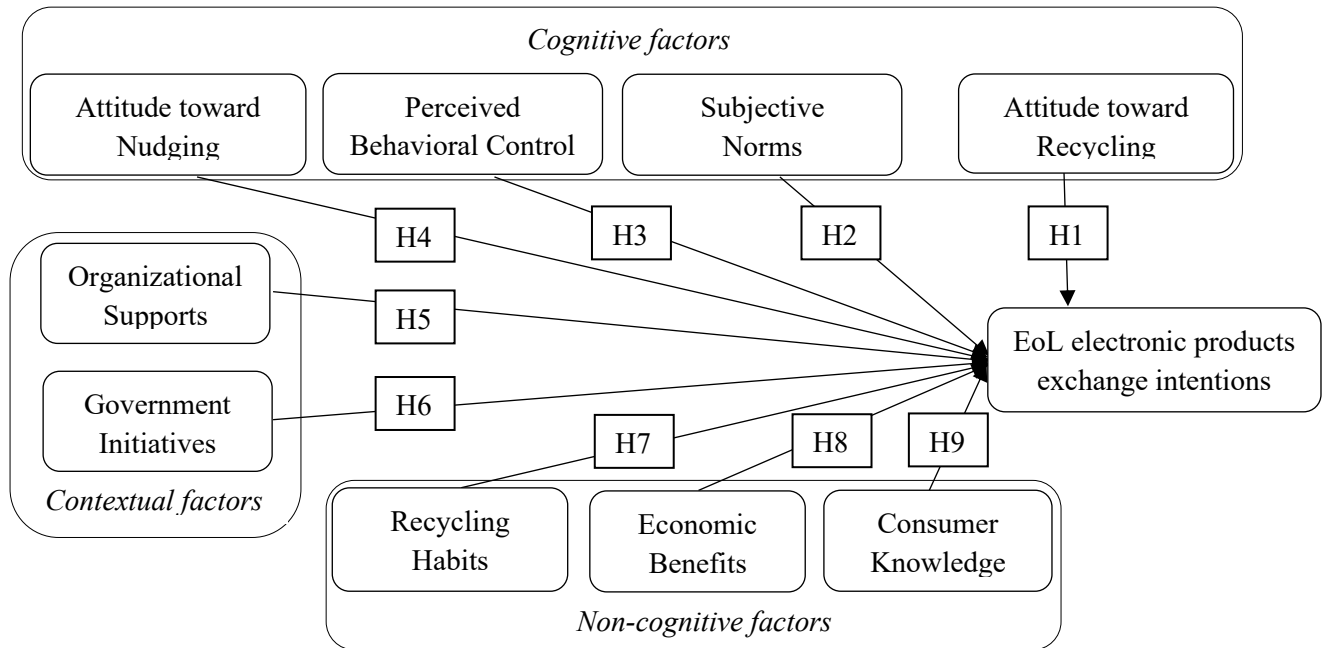 Cognitive factors
Attitude toward
Nudging
Perceived
Behavioral Control
Subjective
Norms
Attitude toward
Recycling
H4
H3
H2
H1
Organizational
Supports
H5
EoL electronic products
exchange intentions
Government
Initiatives
H6
Contextual factors
H7
H8
H9
Recycling
Habits
Economic
Benefits
Consumer
Knowledge
Non-cognitive factors